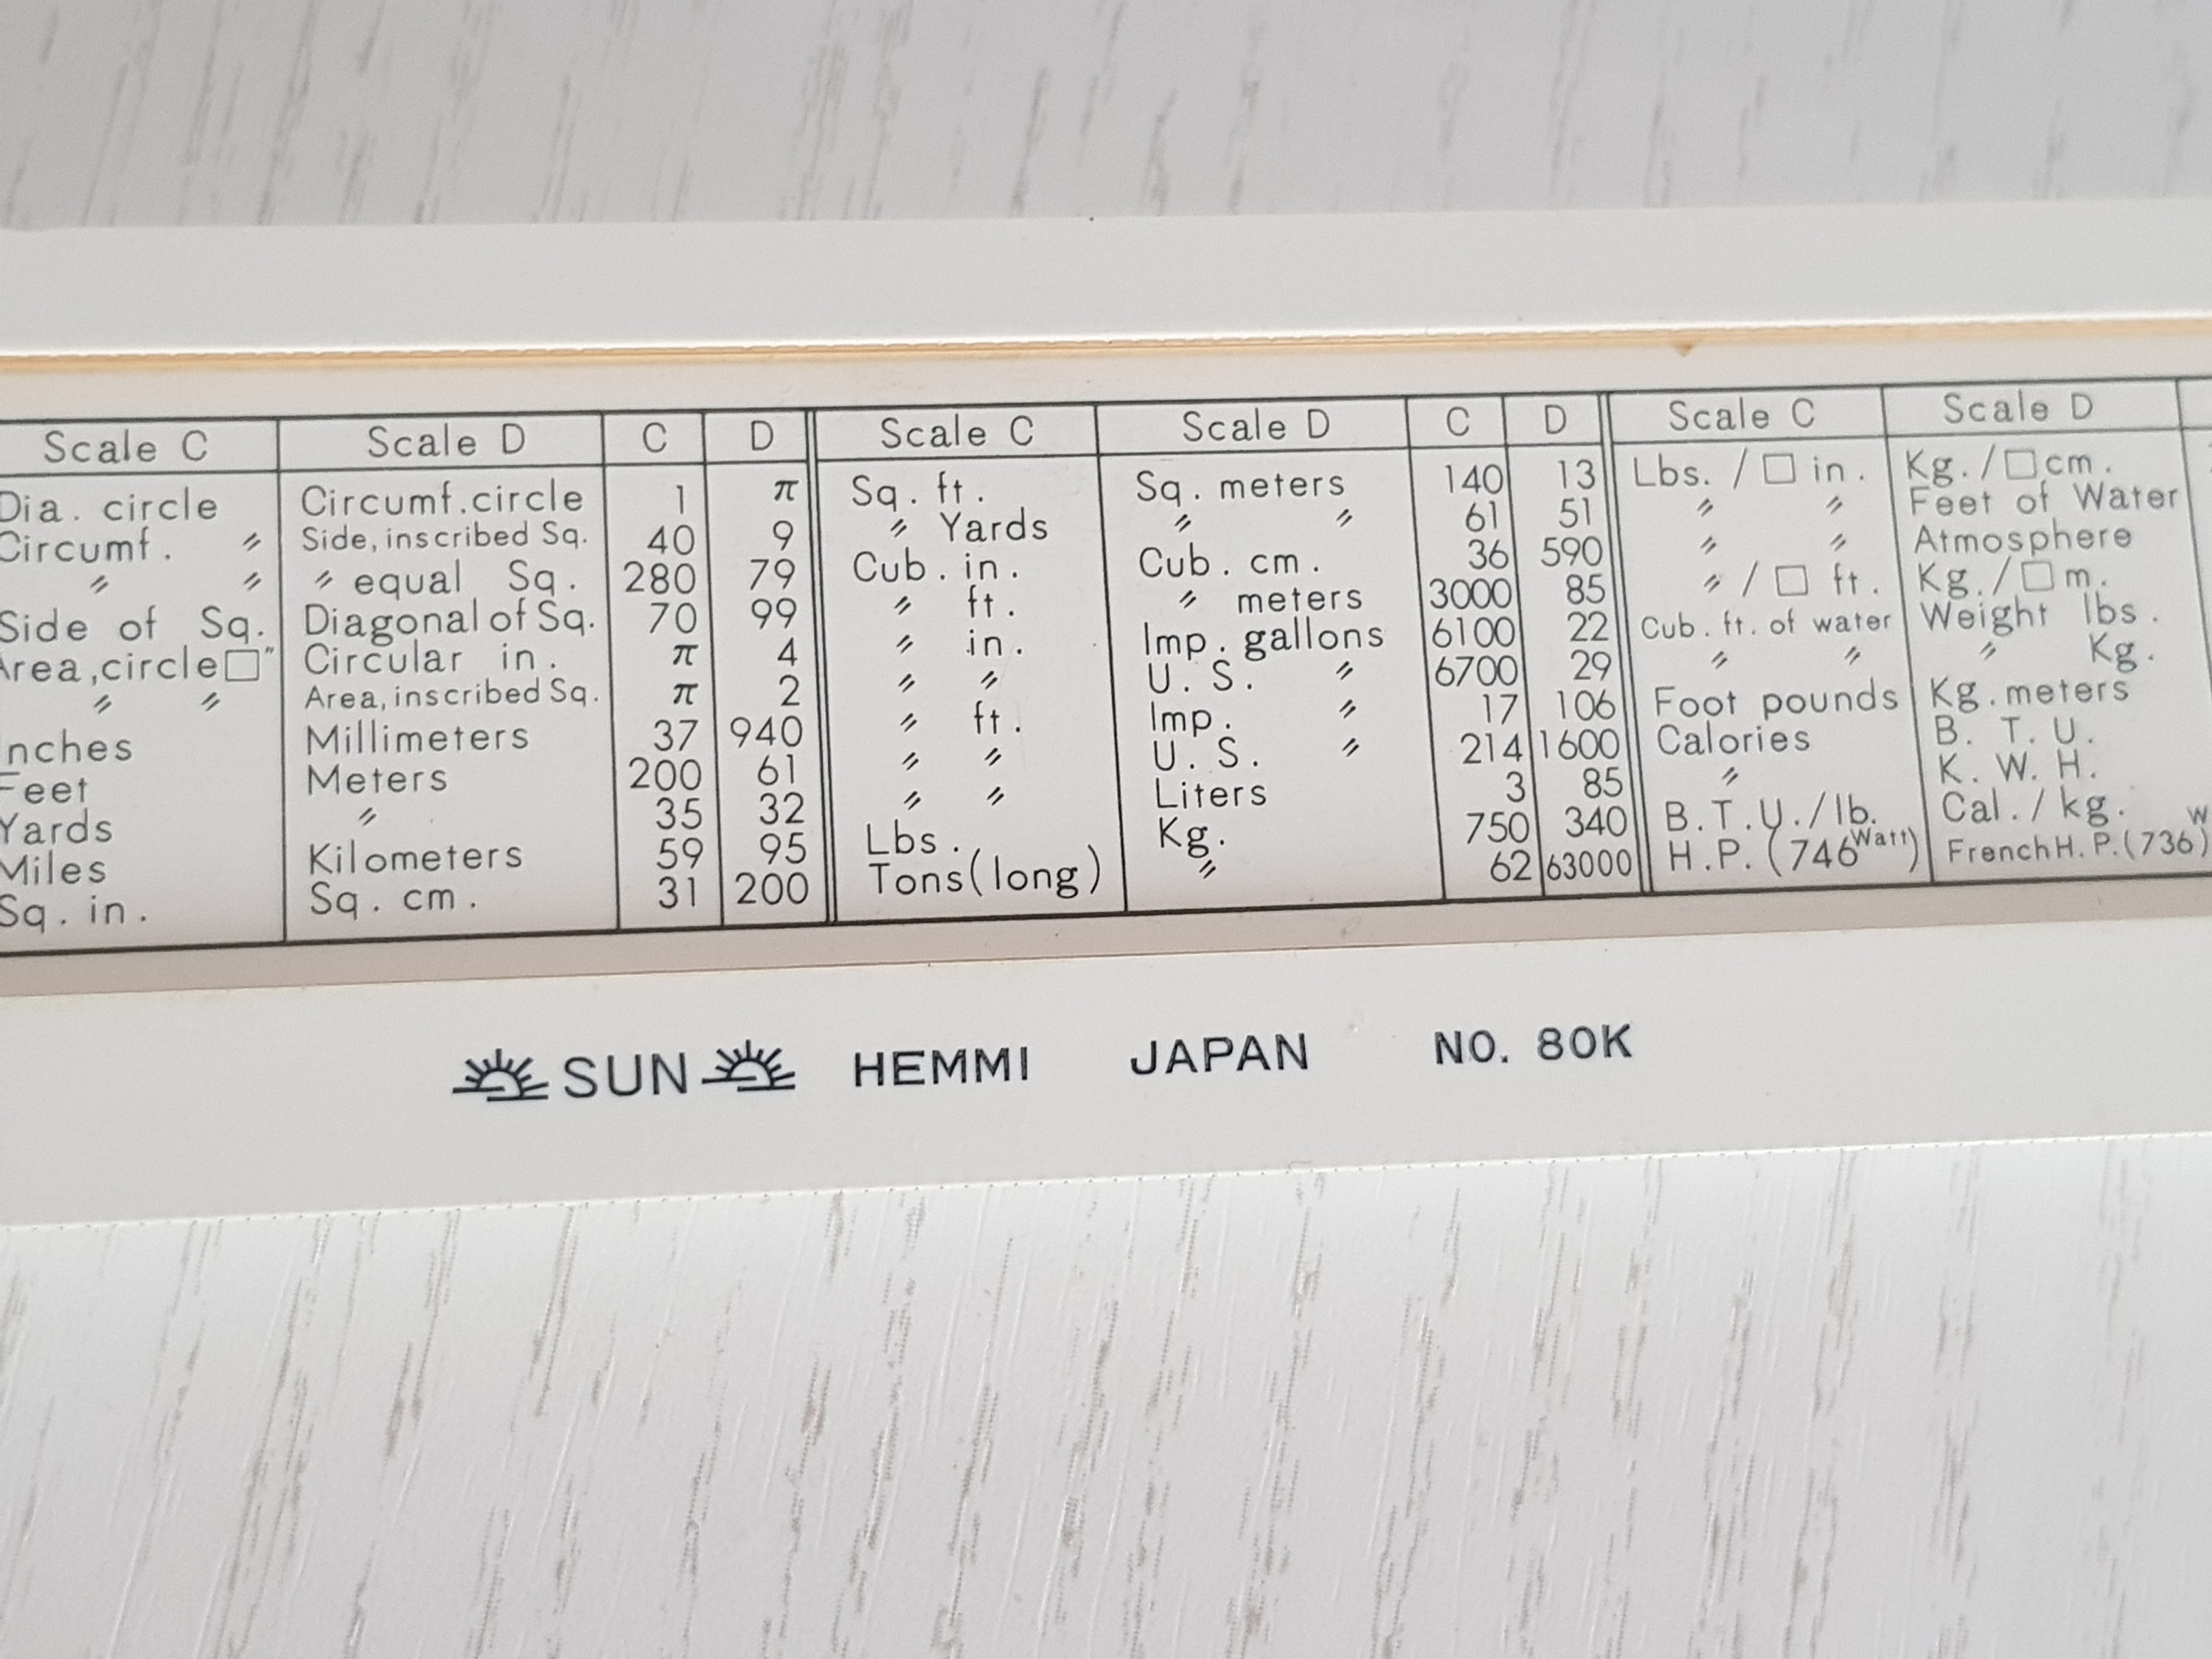 Scale C Scale D C D Scale C Scale D C D Scale C Scale D
Dia. circle Circumf.circle 1 π Sq. ft. Sq. meters 140 13 Lbs. / □ in. Kg. / □ cm.
Circumf. 〃 Side, inscribed Sq. 40 9 〃 Yards 〃 〃 61 51 〃 〃 Feet of Water
〃 〃 〃 equal Sq. 280 79 Cub. in. Cub. cm. 36 590 〃 〃 Atmosphere
Side of Sq. Diagonal of Sq. 70 99 〃 ft. 〃 meters 3000 85 〃 / □ ft. Kg. / □ m.
Area, circle □" Circular in. π 4 〃 in. Imp. gallons 6100 22 Cub. ft. of water Weight lbs.
〃 〃 Area, inscribed Sq. π 2 〃 〃 U. S. 〃 6700 29 〃 〃 〃 Kg.
Inches Millimeters 37 940 〃 ft. Imp. 〃 17 106 Foot pounds Kg. meters
Feet Meters 200 61 〃 〃 U. S. 〃 214 1600 Calories B. T. U.
Yards 〃 35 32 〃 〃 Liters 3 85 〃 K. W. H.
Miles Kilometers 59 95 Lbs. Kg. 750 340 B.T.U./lb. Cal./kg.
Sq. in. Sq. cm. 31 200 Tons(long) 〃 62 63000 H.P.(746Watt) French H.P.(736
SUN HEMMI JAPAN NO. 80K